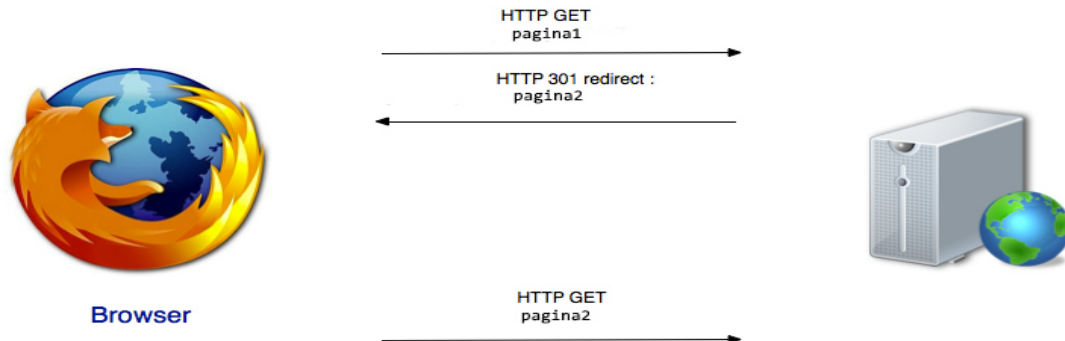 HTTP GET
pagina1
HTTP 301 redirect :
pagina2
Browser
HTTP GET
pagina2